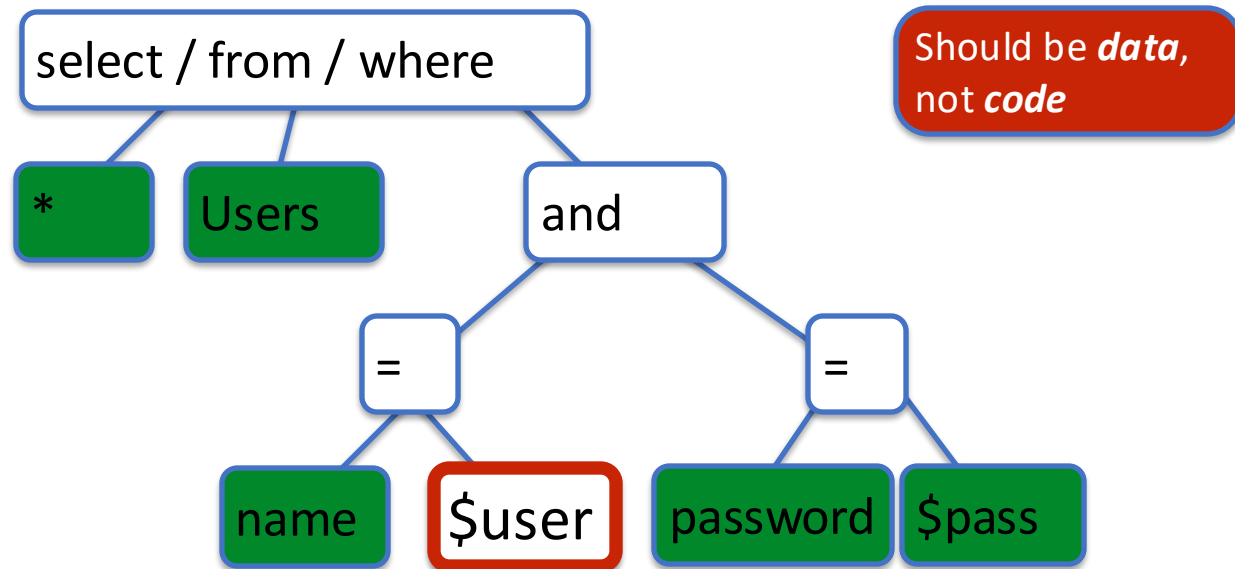 select / from / where
Should be data,
not code
*
Users
and
=
=
name
$user
password
$pass